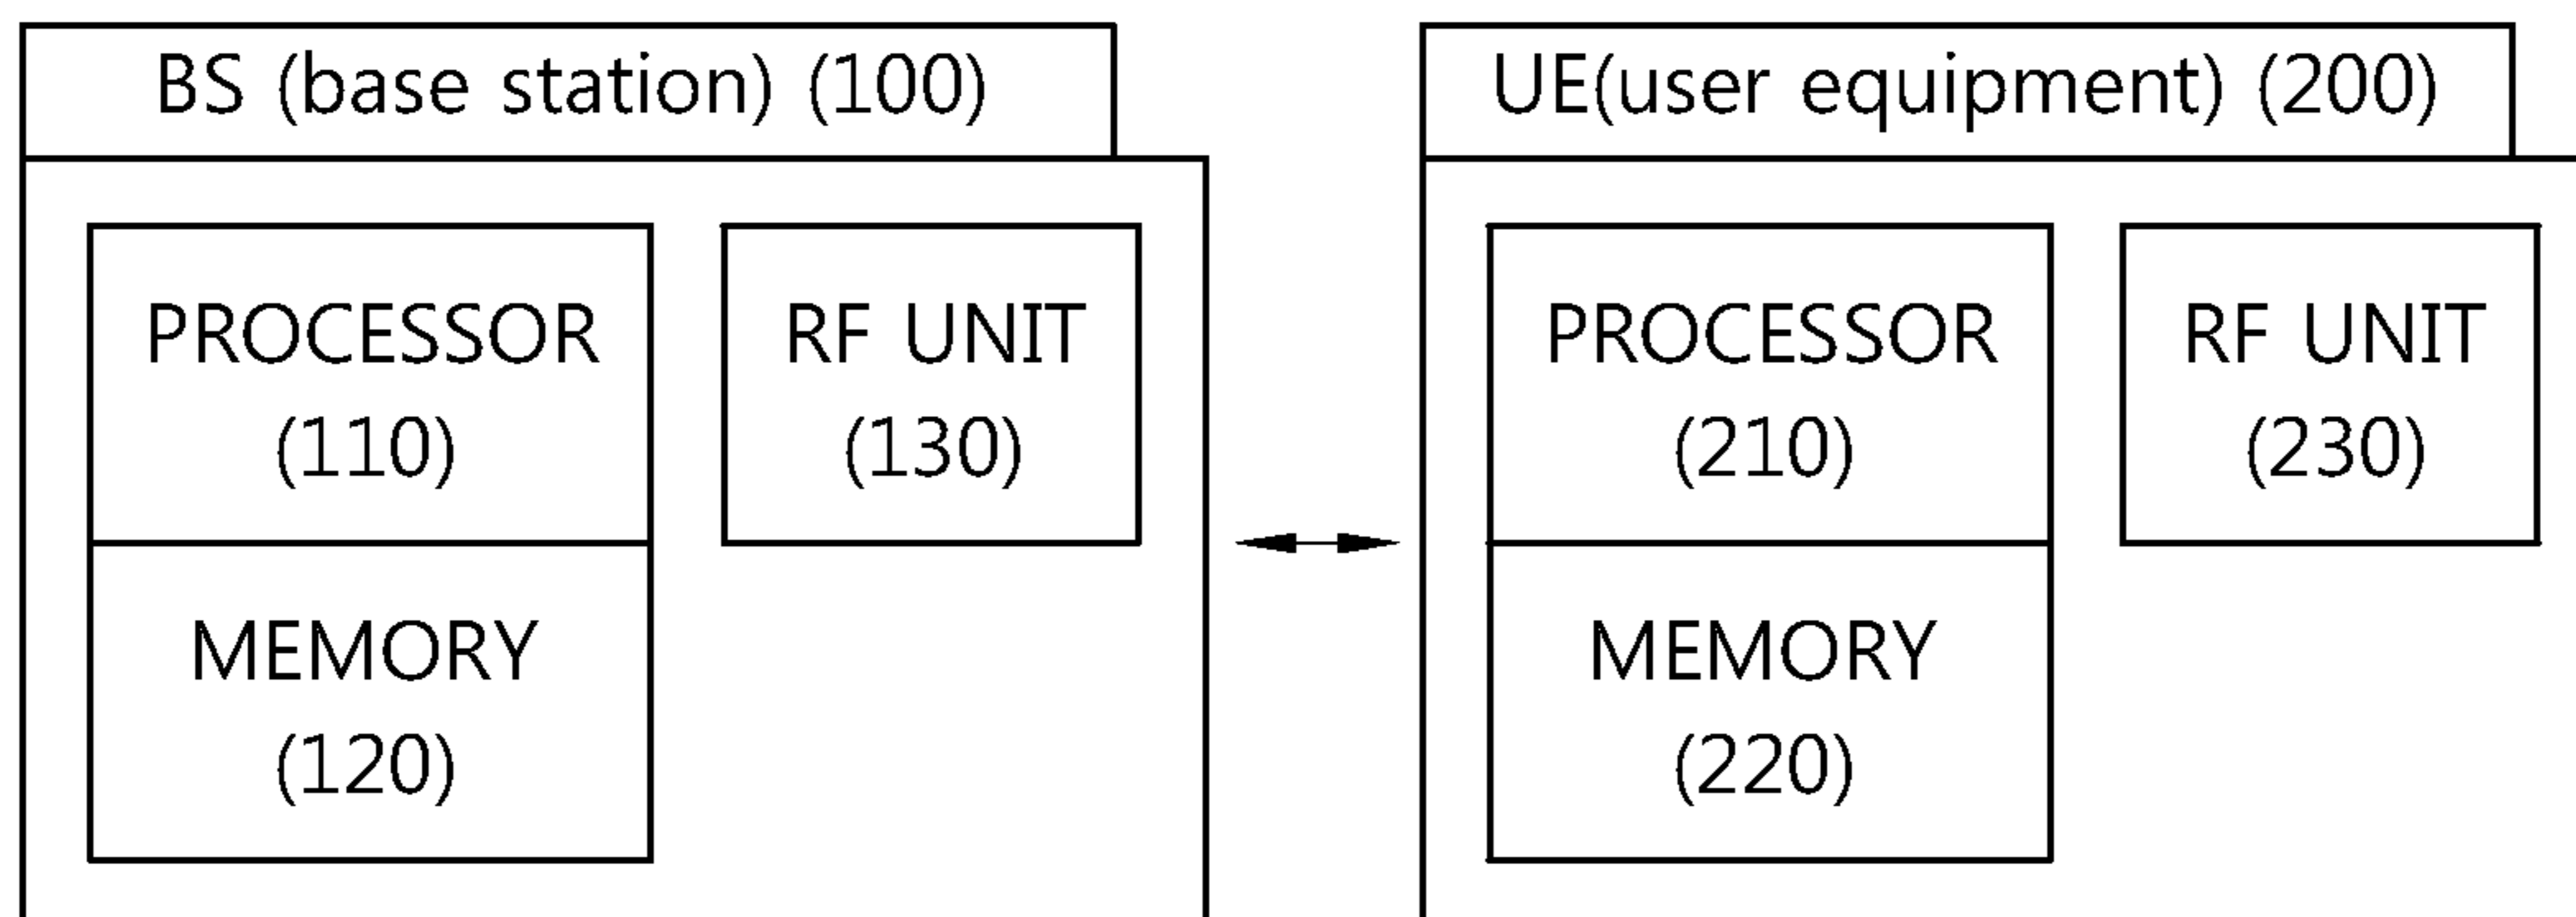 BS (base station) (100)
PROCESSOR
(110)
RF UNIT
(130)
MEMORY
(120)
UE(user equipment) (200)
PROCESSOR
(210)
RF UNIT
(230)
MEMORY
(220)